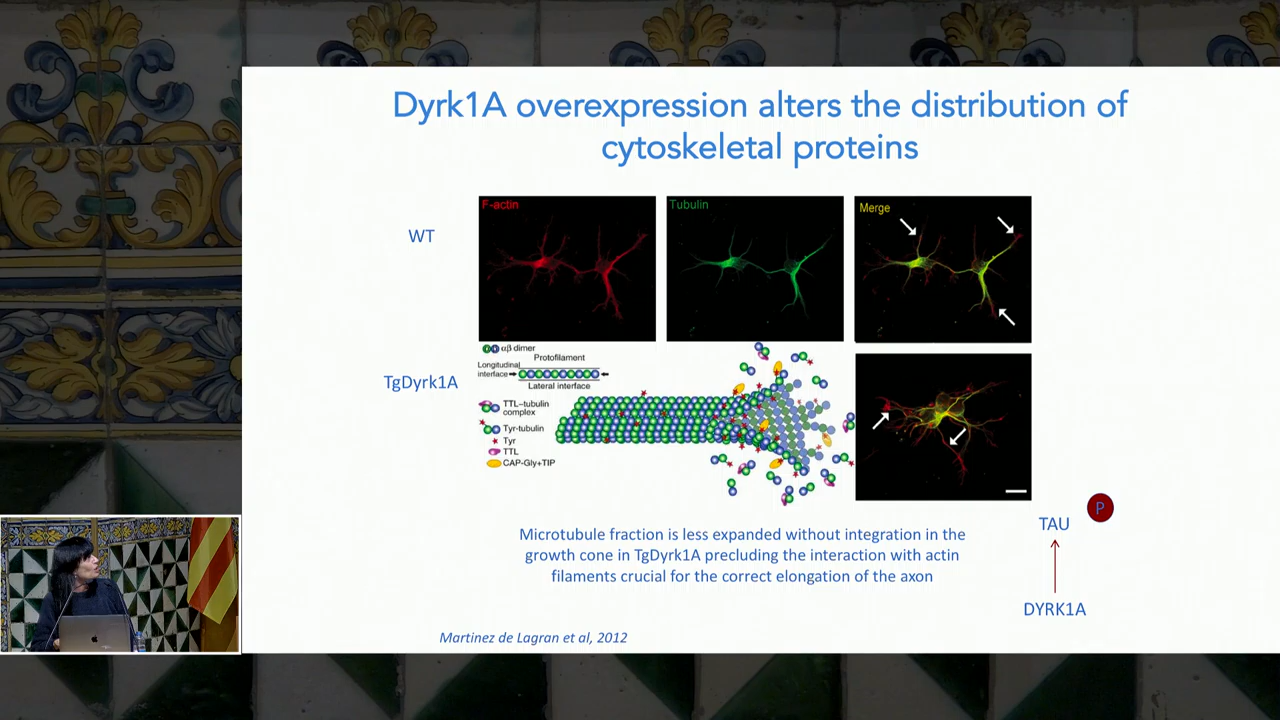 Dyrk1A overexpression alters the distribution of
cytoskeletal proteins
WT
F-actin
Tubulin
Merge
TgDyrk1A
αβ dimer
Protofilament
Longitudinal
interface
Lateral interface
TTL–tubulin
complex
Tyr-tubulin
Tyr
TTL
CAP-Gly+TIP
Microtubule fraction is less expanded without integration in the
growth cone in TgDyrk1A precluding the interaction with actin
filaments crucial for the correct elongation of the axon
P
TAU
DYRK1A
Martinez de Lagran et al, 2012